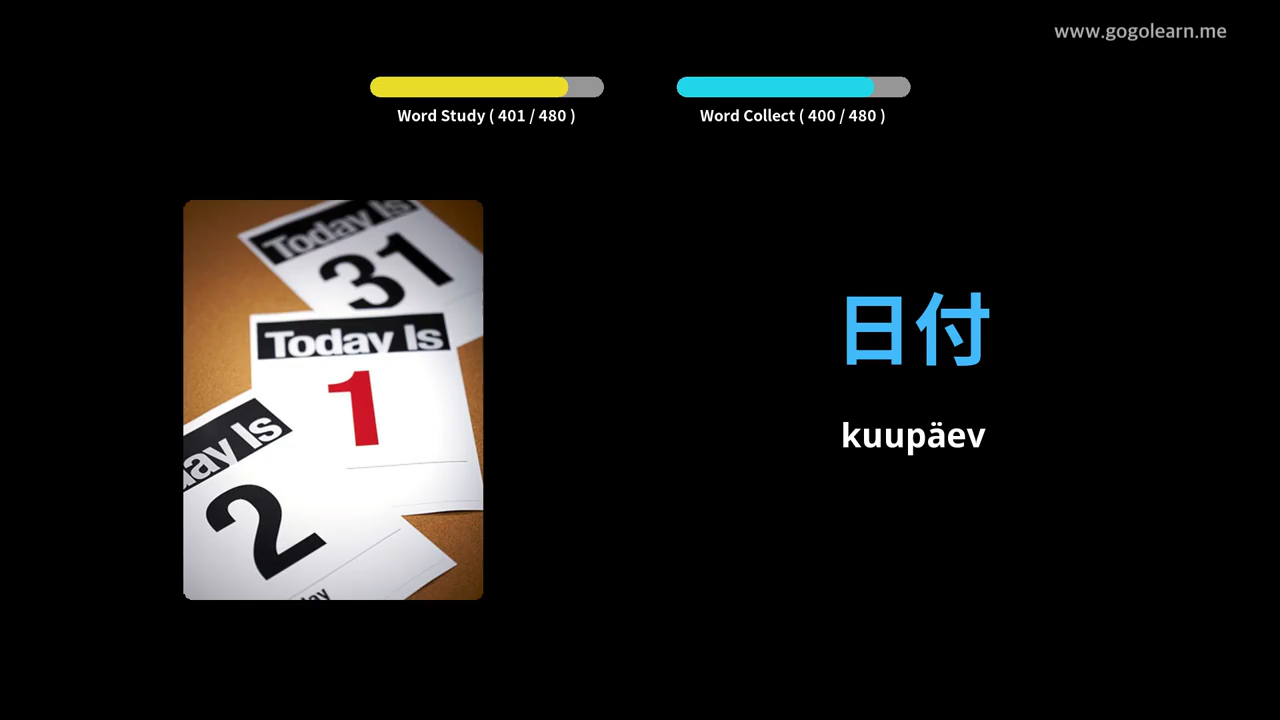 www.gogolearn.me
Word Study ( 401 / 480 )
Word Collect ( 400 / 480 )
Today Is
31
Today Is
1
ay Is
2
日付
kuupäev